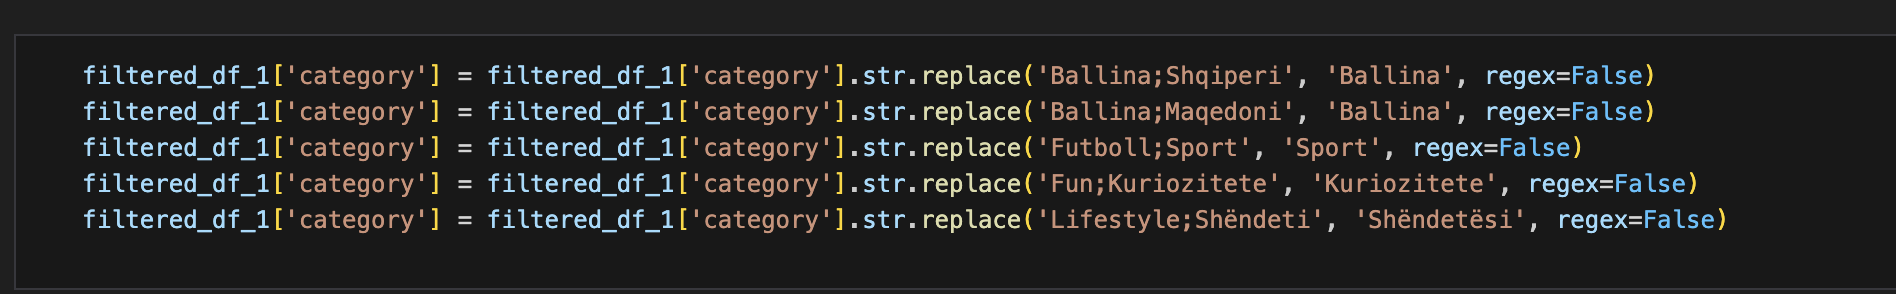 filtered_df_1['category'] = filtered_df_1['category'].str.replace('Ballina;Shqiperi', 'Ballina', regex=False)
filtered_df_1['category'] = filtered_df_1['category'].str.replace('Ballina;Maqedoni', 'Ballina', regex=False)
filtered_df_1['category'] = filtered_df_1['category'].str.replace('Futboll;Sport', 'Sport', regex=False)
filtered_df_1['category'] = filtered_df_1['category'].str.replace('Fun;Kuriozitete', 'Kuriozitete', regex=False)
filtered_df_1['category'] = filtered_df_1['category'].str.replace('Lifestyle;Shëndeti', 'Shëndetësi', regex=False)